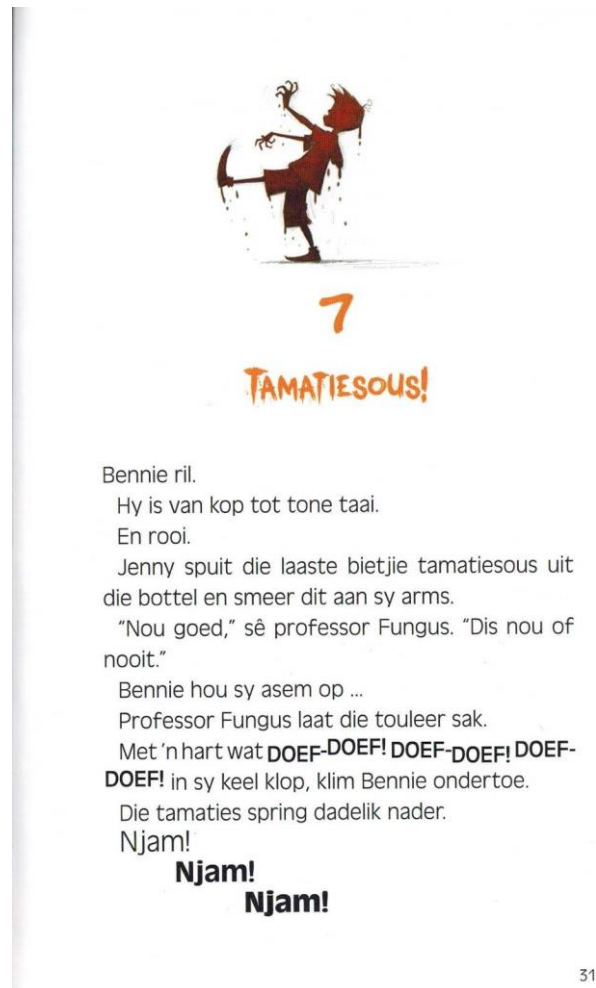 7
TAMATIESOUS!
Bennie ril.
Hy is van kop tot tone taai.
En rooi.
Jenny spuit die laaste bietjie tamatiesous uit
die bottel en smeer dit aan sy arms.
“Nou goed,” sê professor Fungus. “Dis nou of
nooit.”
Bennie hou sy asem op ...
Professor Fungus laat die touleer sak.
Met 'n hart wat DOEF-DOEF! DOEF-DOEF! DOEF-
DOEF! in sy keel klop, klim Bennie ondertoe.
Die tamaties spring dadelik nader.
Njam!
Njam!
Njam!
31